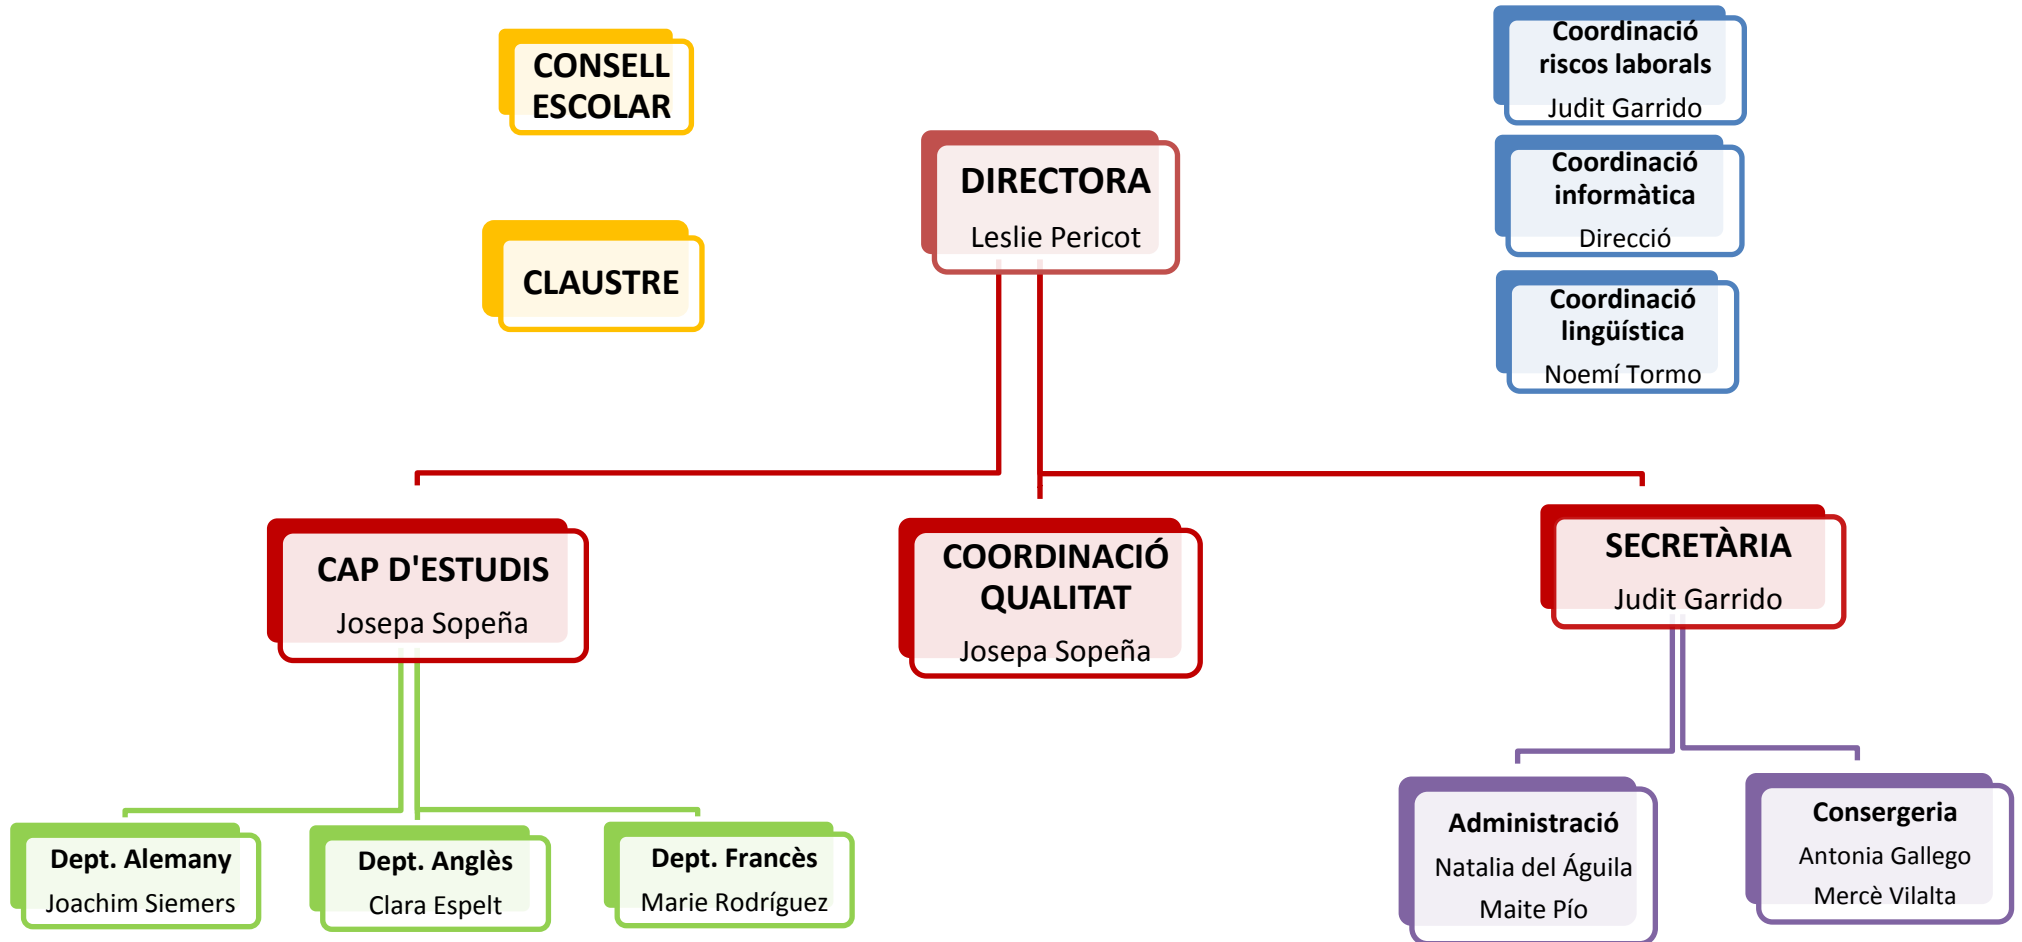 CONSELL
ESCOLAR
CLAUSTRE
DIRECTORA
Leslie Pericot
Coordinació
riscos laborals
Judit Garrido
Coordinació
informàtica
Direcció
Coordinació
lingüística
Noemí Tormo
CAP D'ESTUDIS
Josepa Sopeña
COORDINACIÓ
QUALITAT
Josepa Sopeña
SECRETÀRIA
Judit Garrido
Dept. Alemany
Joachim Siemers
Dept. Anglès
Clara Espelt
Dept. Francès
Marie Rodríguez
Administració
Natalia del Águila
Maite Pío
Consergeria
Antonia Gallego
Mercè Vilalta